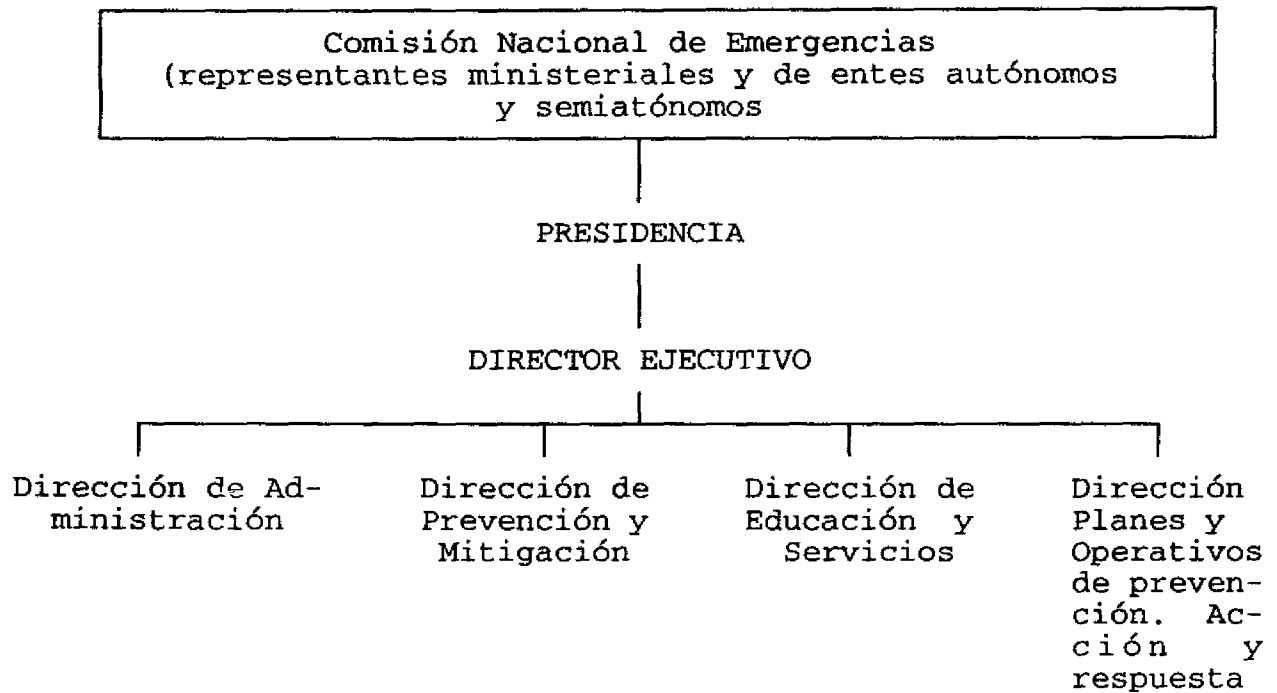 Comisión Nacional de Emergencias
(representantes ministeriales y de entes autónomos
y semiatónomos
PRESIDENCIA
DIRECTOR EJECUTIVO
Dirección de Ad-
ministración
Dirección de
Prevención y
Mitigación
Dirección de
Educación y
Servicios
Dirección
Planes y
Operativos
de preven-
ción. Ac-
ción y
respuesta